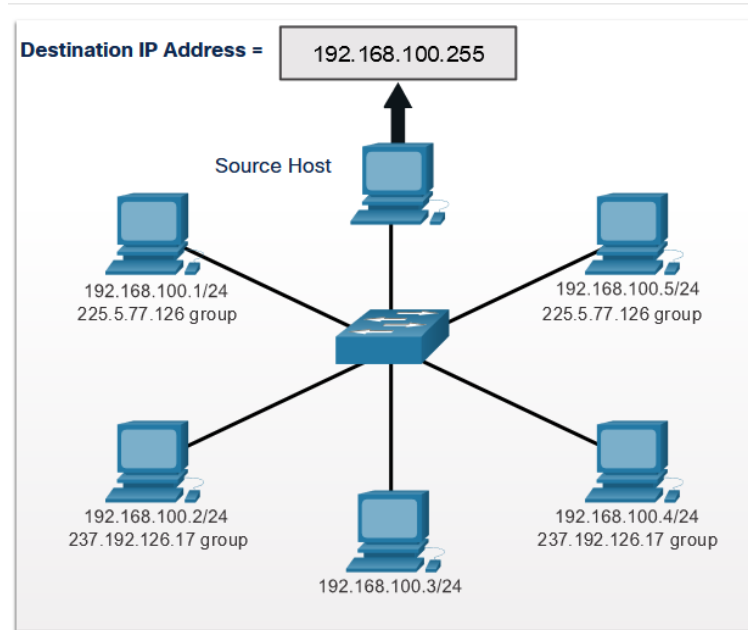 Destination IP Address = 192.168.100.255
Source Host
192.168.100.1/24
225.5.77.126 group
192.168.100.5/24
225.5.77.126 group
192.168.100.2/24
237.192.126.17 group
192.168.100.4/24
237.192.126.17 group
192.168.100.3/24